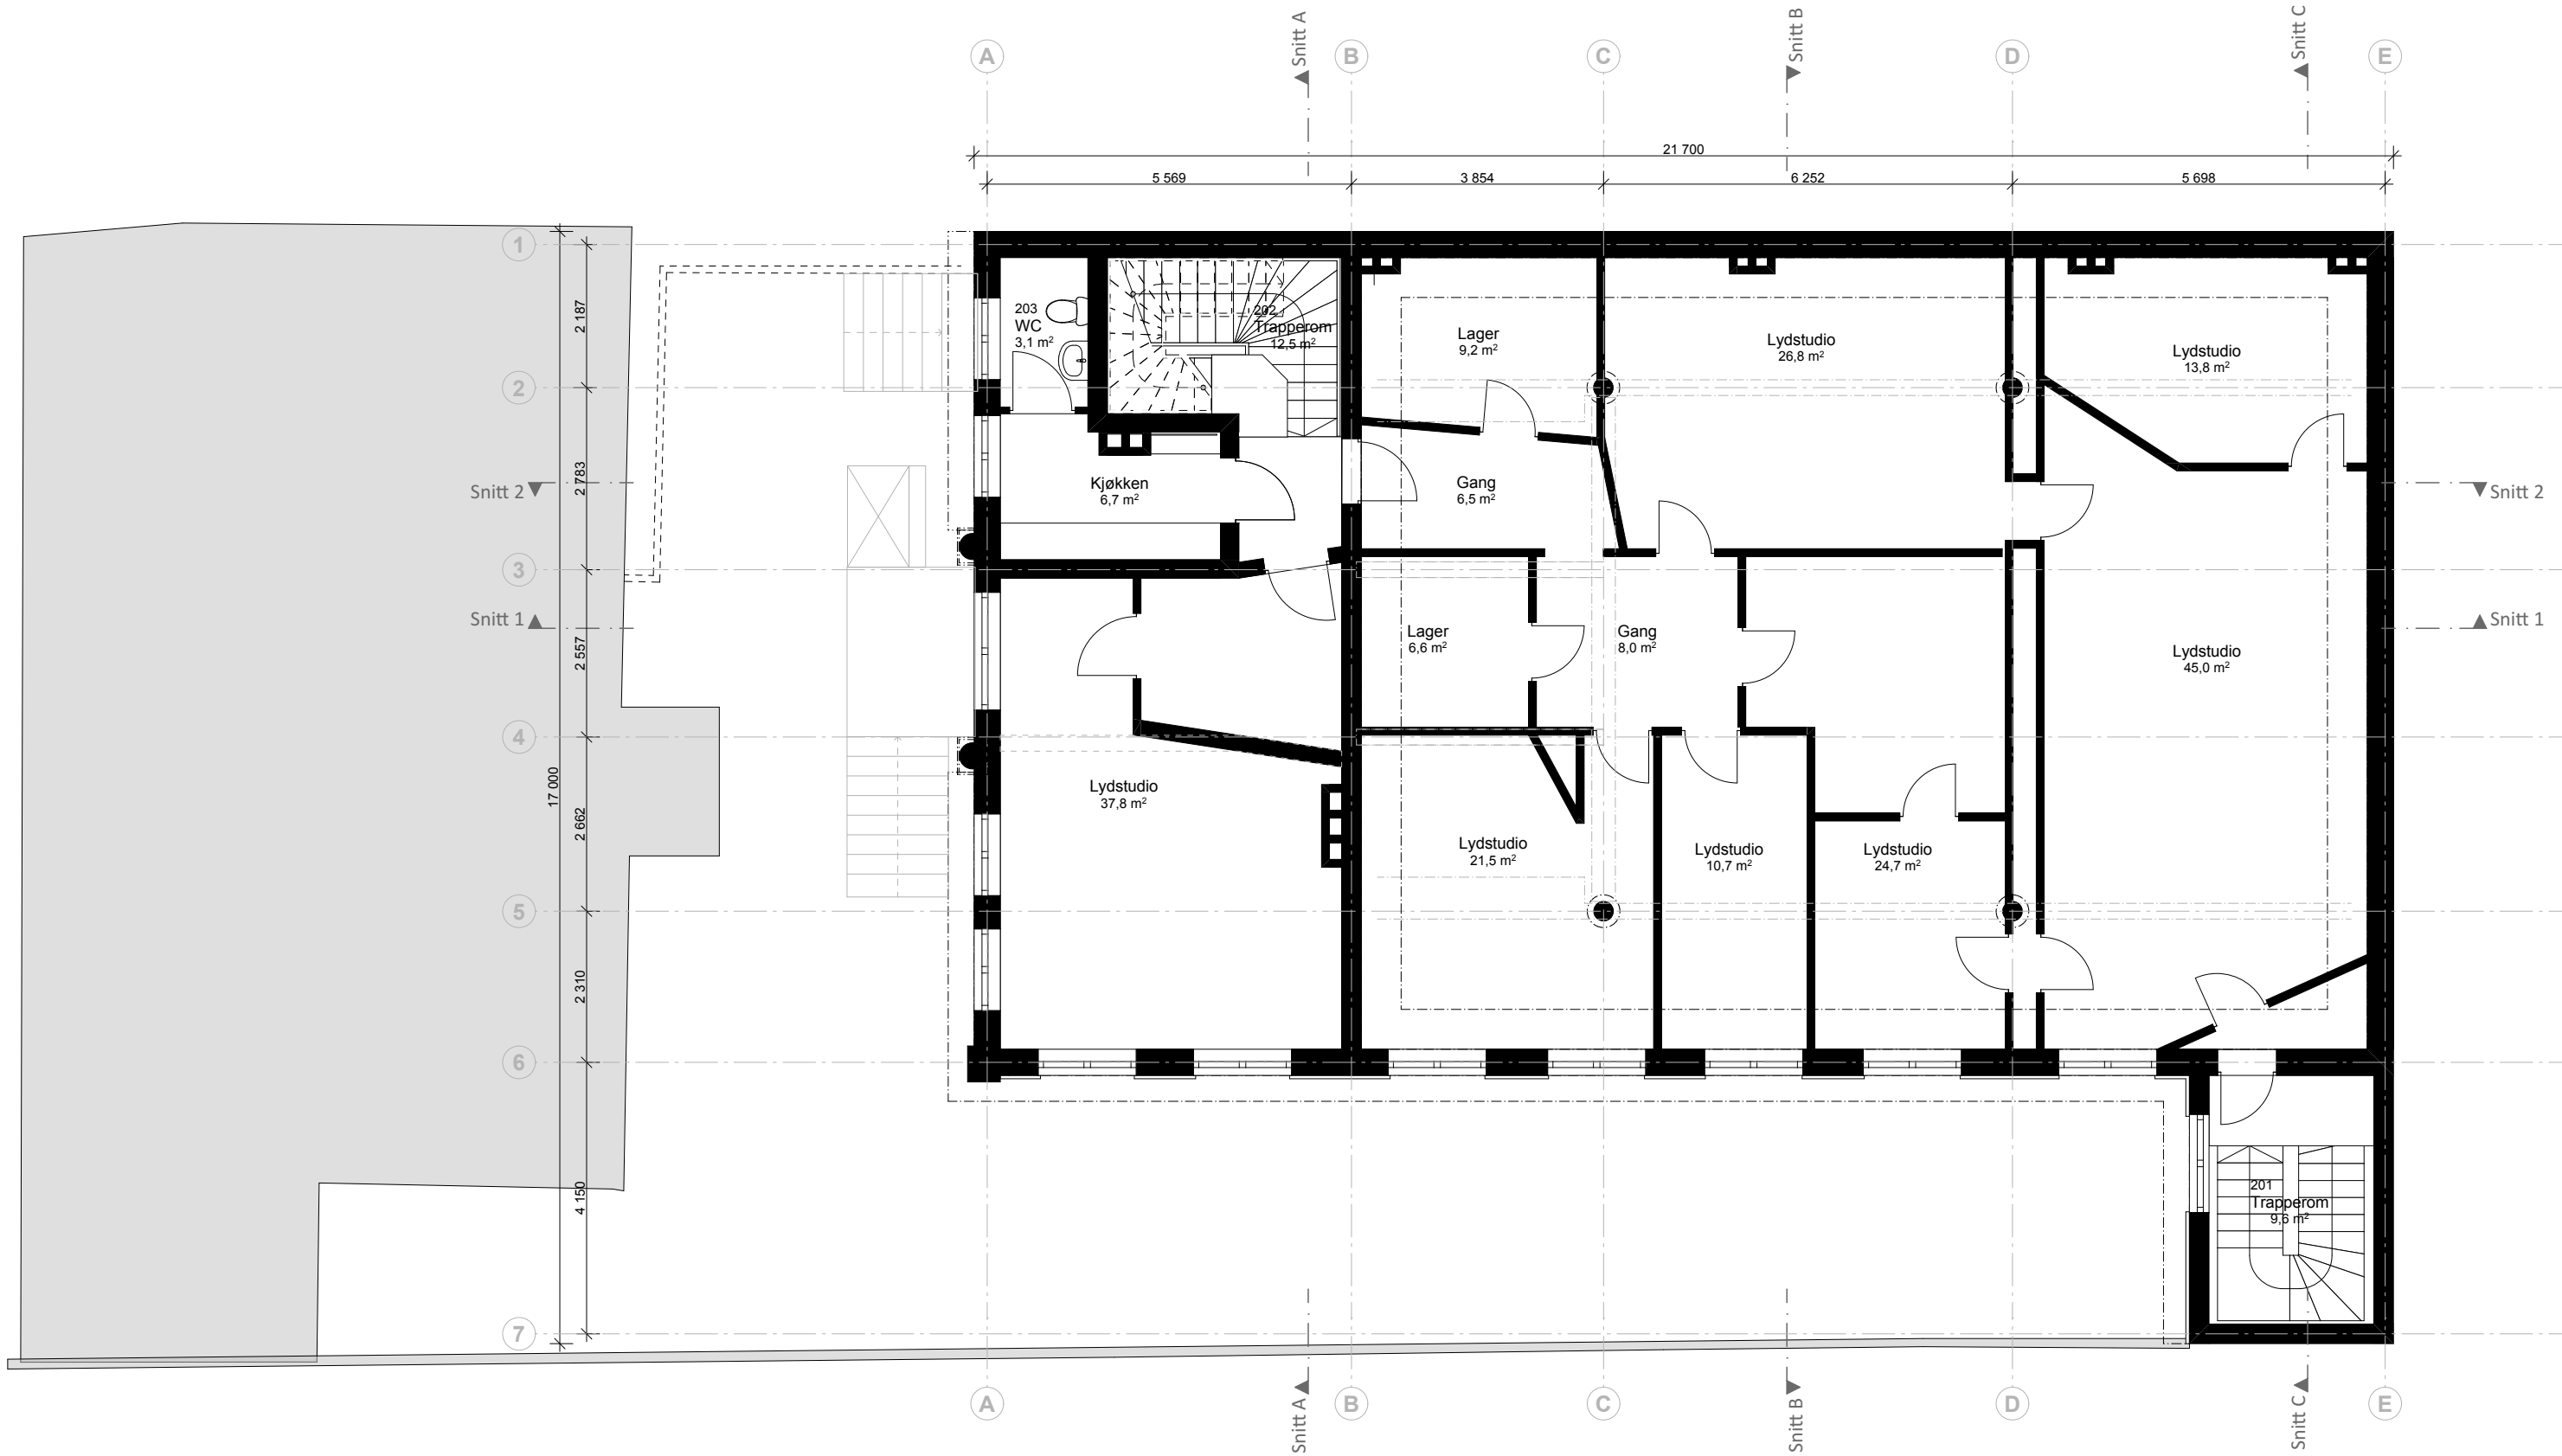 Snitt A
Snitt B
Snitt C
A
B
C
D
E
21 700
5 569
3 854
6 252
5 698
1
2
3
4
5
6
7
2 187
2 783
2 557
2 662
2 310
4 150
17 000
Snitt 2
Snitt 1
Snitt 2
Snitt 1
203
WC
3,1 m²
202
Trapperom
12,5 m²
Lager
9,2 m²
Lydstudio
26,8 m²
Lydstudio
13,8 m²
Kjøkken
6,7 m²
Gang
6,5 m²
Lager
6,6 m²
Gang
8,0 m²
Lydstudio
45,0 m²
Lydstudio
37,8 m²
Lydstudio
21,5 m²
Lydstudio
10,7 m²
Lydstudio
24,7 m²
201
Trapperom
9,6 m²
A
B
C
D
E
Snitt A
Snitt B
Snitt C